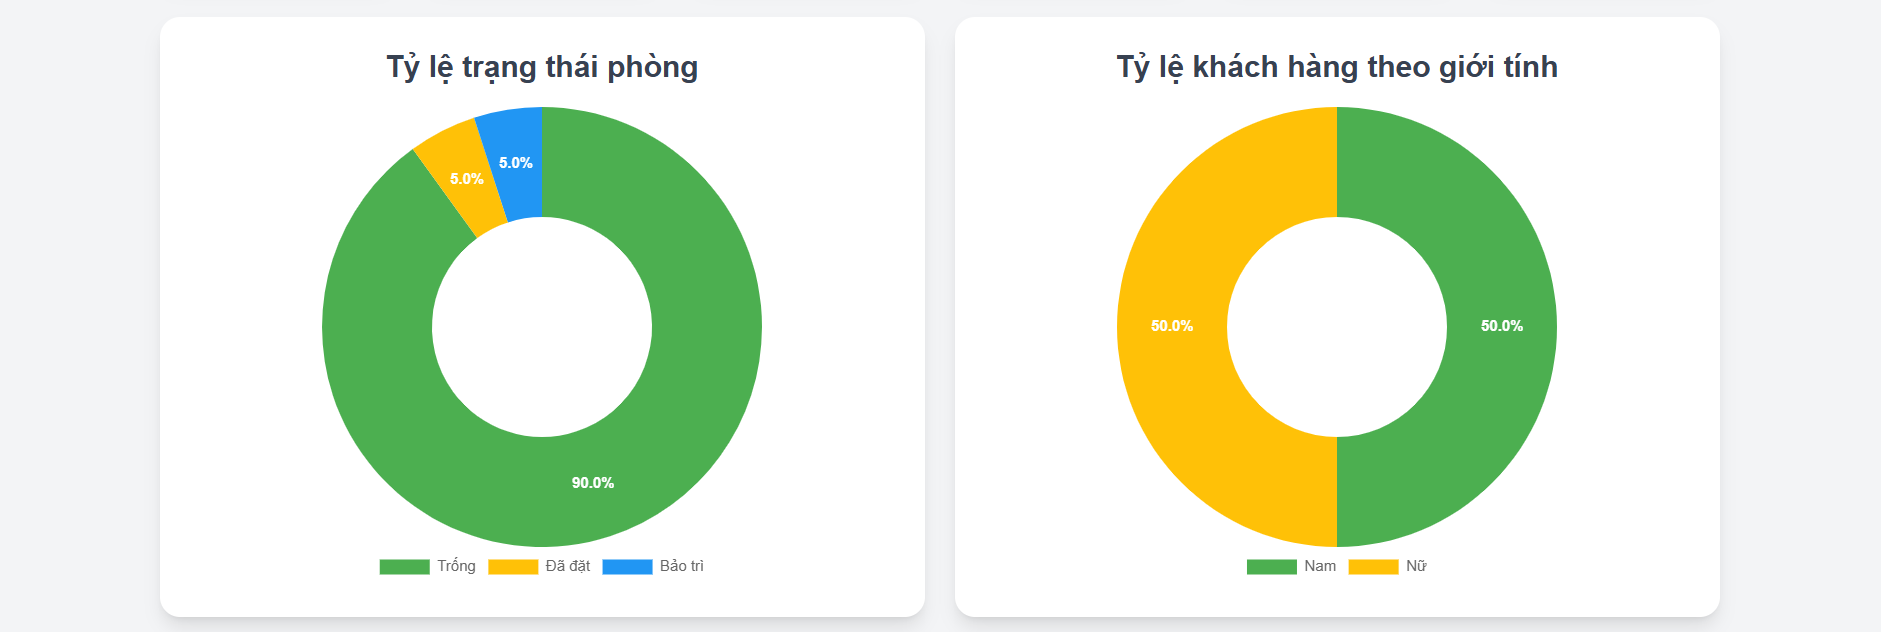 Tỷ lệ trạng thái phòng
5.0%
5.0%
90.0%
Trống Đã đặt Bảo trì
Tỷ lệ khách hàng theo giới tính
50.0% 50.0%
Nam Nữ